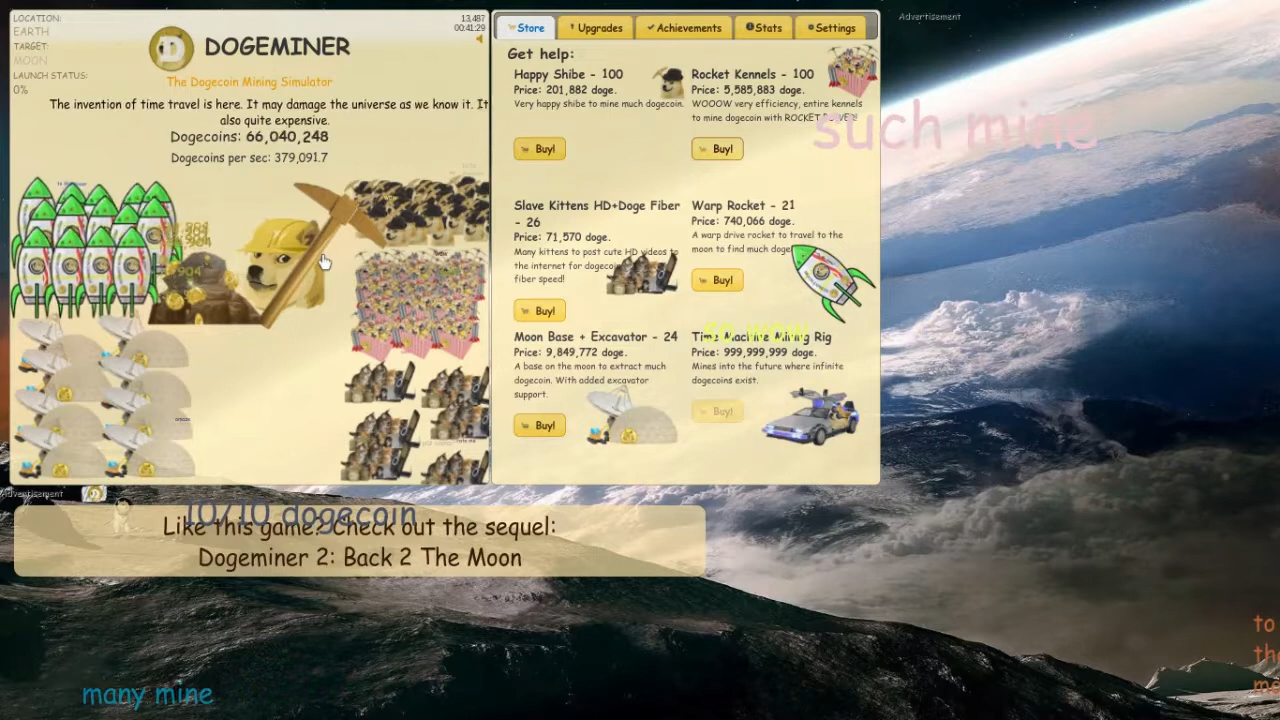 LOCATION:
EARTH
TARGET:
MOON
LAUNCH STATUS:
0%
13,487
00:41:29
DOGEMINER
The Dogecoin Mining Simulator
The invention of time travel is here. It may damage the universe as we know it. It
also quite expensive.
Dogecoins: 66,040,248
Dogecoins per sec: 379,091.7
Store
Upgrades
Achievements
Stats
Settings
Get help:
Happy Shibe - 100
Price: 201,882 doge.
Very happy shibe to mine much dogecoin.
Buy!
Rocket Kennels - 100
Price: 5,585,883 doge.
WOOOW very efficiency, entire kennels
to mine dogecoin with ROCKET
Buy!
Slave Kittens HD+Doge Fiber
- 26
Price: 71,570 doge.
Many kittens to post cute HD videos to
the internet for
fiber speed!
Buy!
Warp Rocket - 21
Price: 740,066 doge.
A warp drive rocket to travel to the
moon to find much
Buy!
Moon Base + Excavator - 24
Price: 9,849,772 doge.
A base on the moon to extract much
dogecoin. With added excavator
support.
Buy!
Time Machine Mining Rig
Price: 999,999,999 doge.
Mines into the future where infinite
dogecoins exist.
Buy!
Advertisement
such mine
so wow
Advertisement
10/10 dogecoin
Like this game? Check out the sequel:
Dogeminer 2: Back 2 The Moon
many mine
to